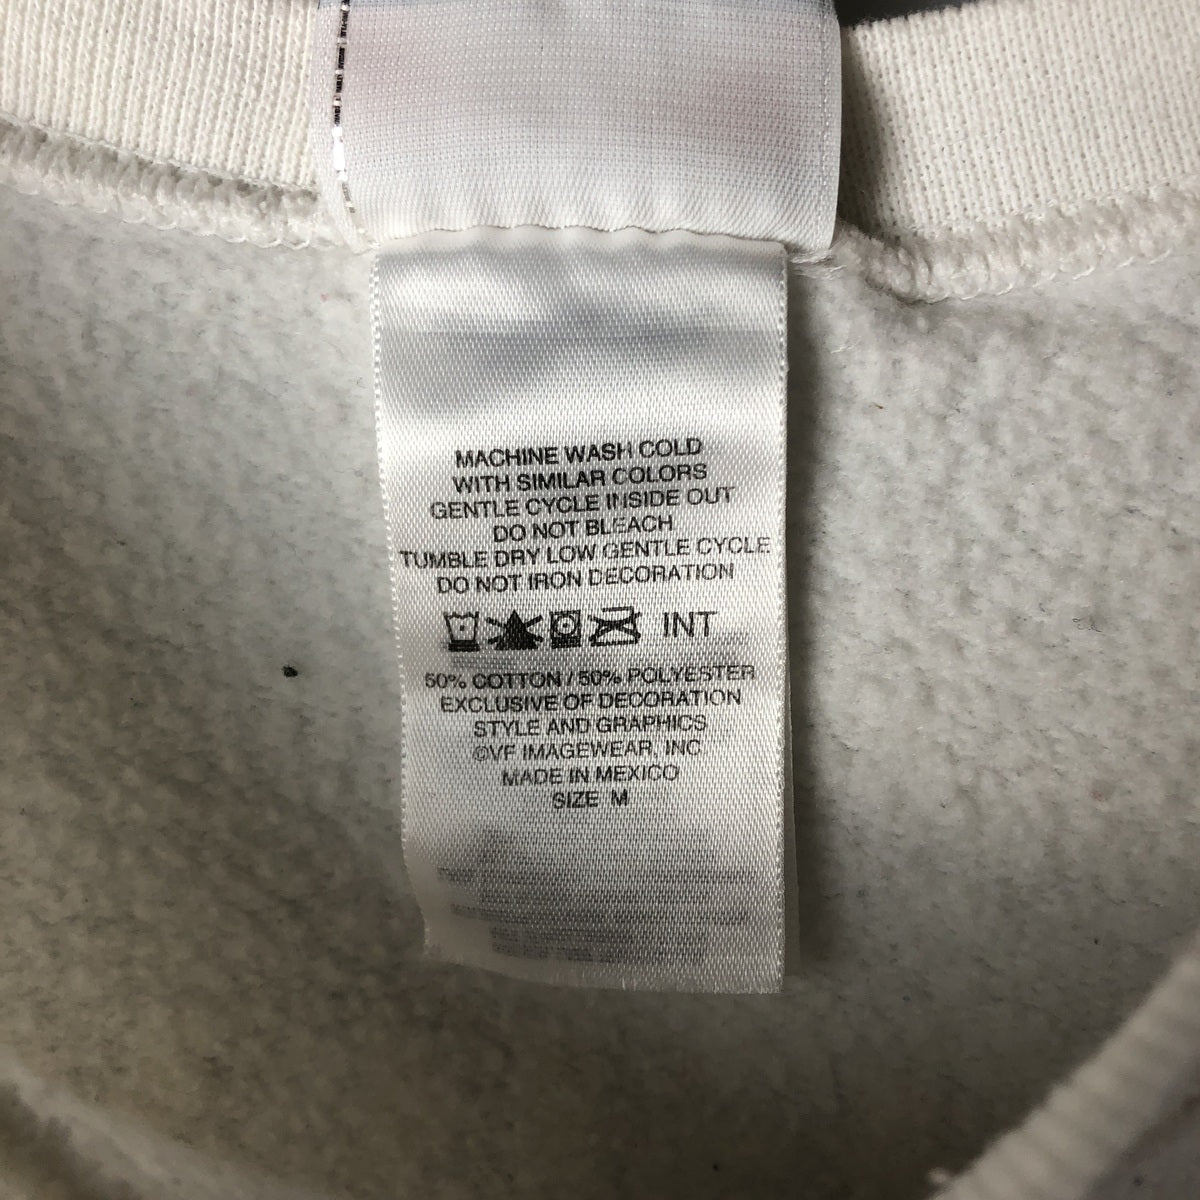 MACHINE WASH COLD
WITH SIMILAR COLORS
GENTLE CYCLE INSIDE OUT
DO NOT BLEACH
TUMBLE DRY LOW GENTLE CYCLE
DO NOT IRON DECORATION
INT
50% COTTON / 50% POLYESTER
EXCLUSIVE OF DECORATION
STYLE AND GRAPHICS
©VF IMAGEWEAR, INC
MADE IN MEXICO
SIZE M